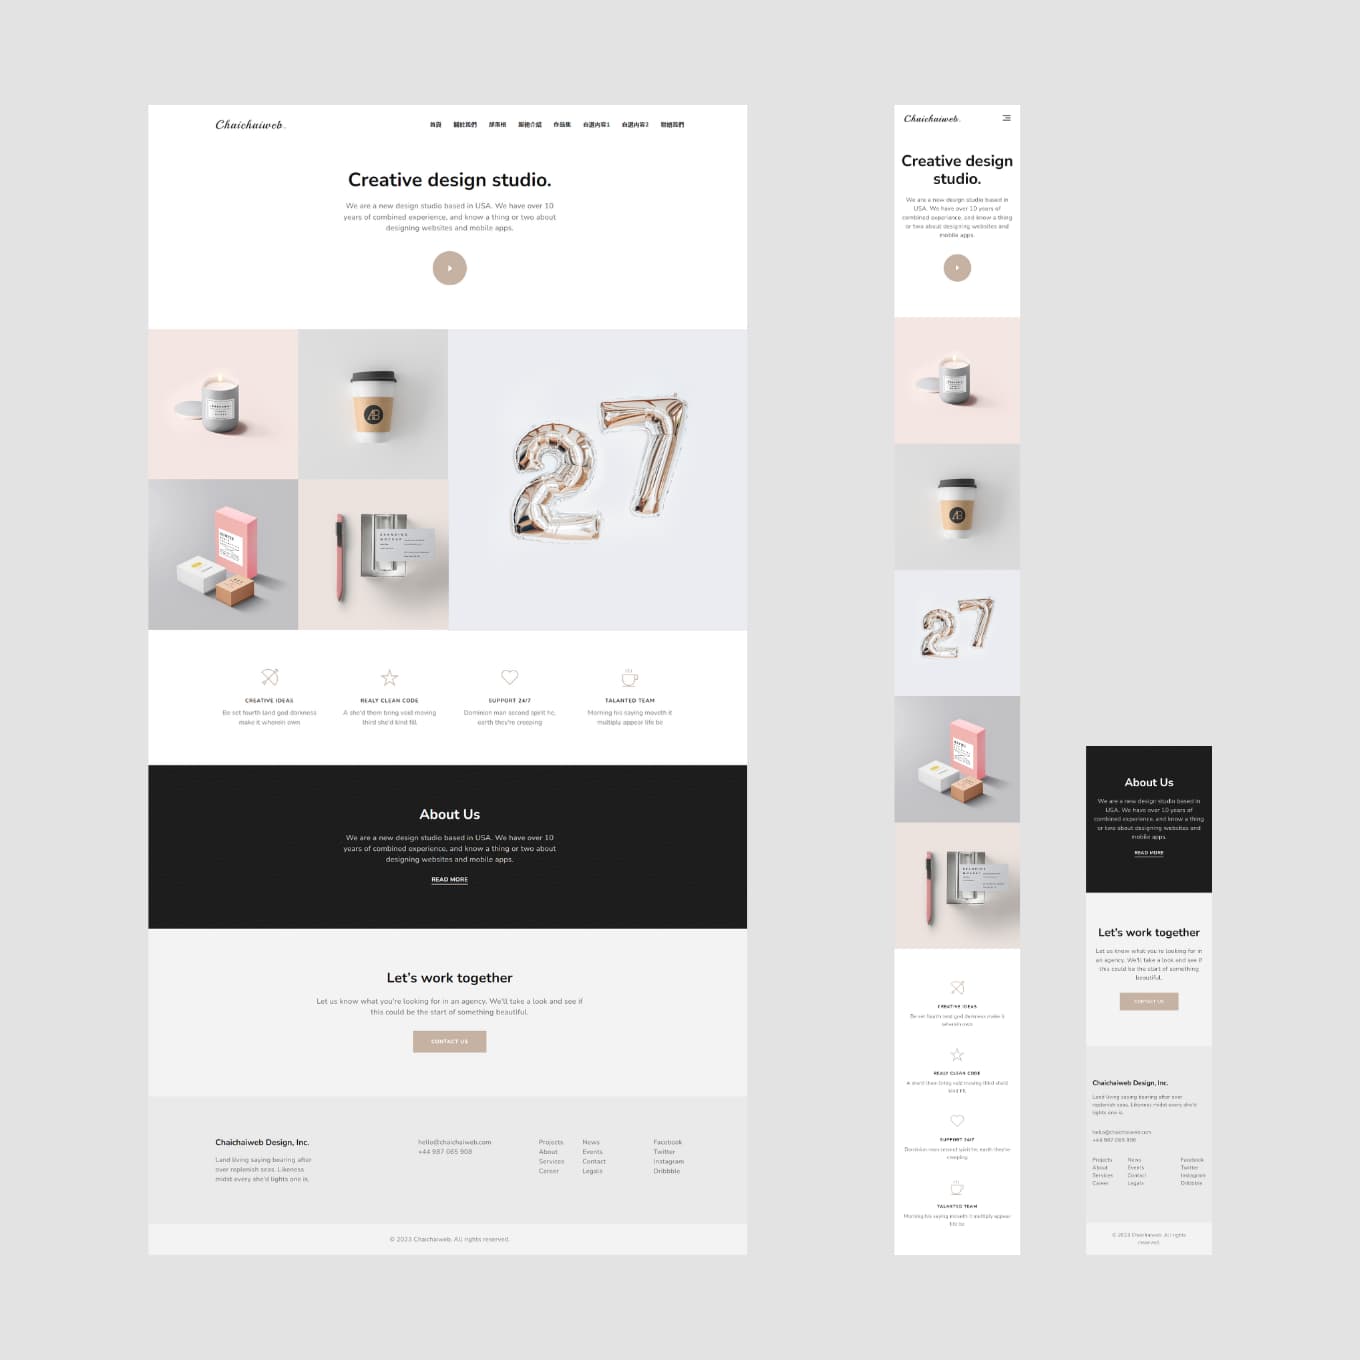 Chaichaiweb.
首頁 關於我們 部落格 服務介紹 作品集 自選內容1 自選內容2 聯絡我們
Creative design studio.
We are a new design studio based in USA. We have over 10
years of combined experience, and know a thing or two about
designing websites and mobile apps.
AB
BRANDING
MOCKUP
CREATIVE IDEAS
Be set fourth land god darkness
make it wherein own
REALY CLEAN CODE
A she'd them bring void moving
third she'd kind fill
SUPPORT 24/7
Dominion man second spirit he,
earth they're creeping
TALANTED TEAM
Morning his saying moveth it
multiply appear life be
About Us
We are a new design studio based in USA. We have over 10
years of combined experience, and know a thing or two about
designing websites and mobile apps.
READ MORE
Let's work together
Let us know what you're looking for in an agency. We'll take a look and see if
this could be the start of something beautiful.
CONTACT US
Chaichaiweb Design, Inc.
Land living saying bearing after
over replenish seas. Likeness
midst every she'd lights one is.
hello@chaichaiweb.com
+44 987 065 908
Projects
About
Services
Career
News
Events
Contact
Legals
Facebook
Twitter
Instagram
Dribbble
© 2023 Chaichaiweb. All rights reserved.
Chaichaiweb.
Creative design
studio.
We are a new design studio based in
USA. We have over 10 years of
combined experience, and know a thing
or two about designing websites and
mobile apps.
AB
CREATIVE IDEAS
Be set fourth land god darkness make it
wherein own
REALY CLEAN CODE
A she'd them bring void moving third she'd
kind fill
SUPPORT 24/7
Dominion man second spirit he, earth they're
creeping
TALANTED TEAM
Morning his saying moveth it multiply appear
life be
About Us
We are a new design studio based in
USA. We have over 10 years of
combined experience, and know a thing
or two about designing websites and
mobile apps.
READ MORE
Let's work together
Let us know what you're looking for in
an agency. We'll take a look and see if
this could be the start of something
beautiful.
CONTACT US
Chaichaiweb Design, Inc.
Land living saying bearing after over
replenish seas. Likeness midst every she'd
lights one is.
hello@chaichaiweb.com
+44 987 065 908
Projects
About
Services
Career
News
Events
Contact
Legals
Facebook
Twitter
Instagram
Dribbble
© 2023 Chaichaiweb. All rights
reserved.